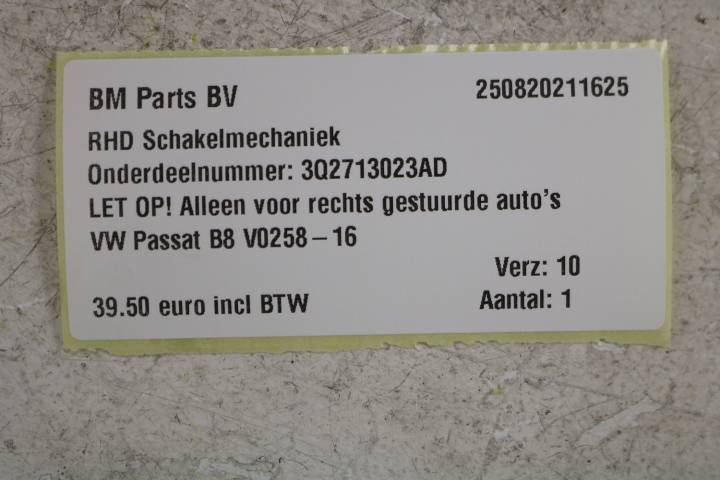 BM Parts BV 250820211625
RHD Schakelmechaniek
Onderdeelnummer: 3Q2713023AD
LET OP! Alleen voor rechts gestuurde auto's
VW Passat B8 V0258 – 16
Verz: 10
39.50 euro incl BTW Aantal: 1